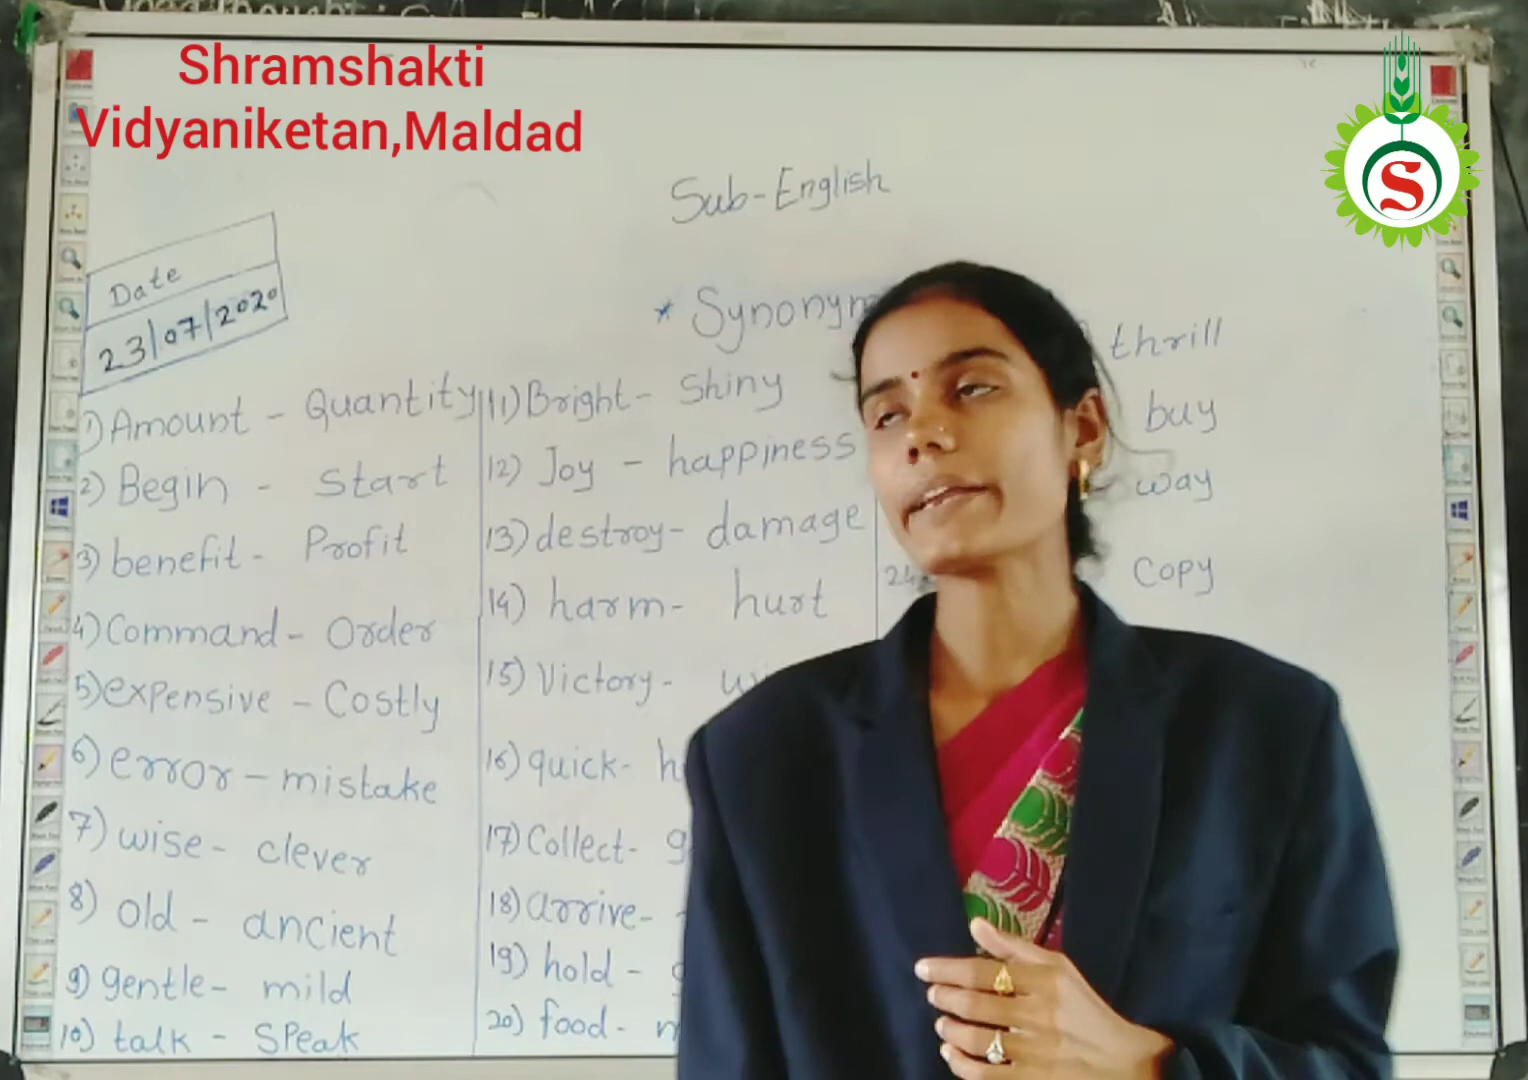 Shramshakti
Vidyaniketan,Maldad
S
Sub-English
Date
23/07/2020
* Synonym
1) Amount - Quantity
2) Begin - Start
3) benefit - Profit
4) Command - Order
5) expensive - Costly
6) error - mistake
7) wise - clever
8) old - ancient
9) gentle - mild
10) talk - SPeak
11) Bright - Shiny
12) Joy - happiness
13) destroy - damage
14) harm - hurt
15) Victory -
16) quick -
17) Collect -
18) arrive -
19) hold -
20) food -
thrill
buy
- way
24
Copy